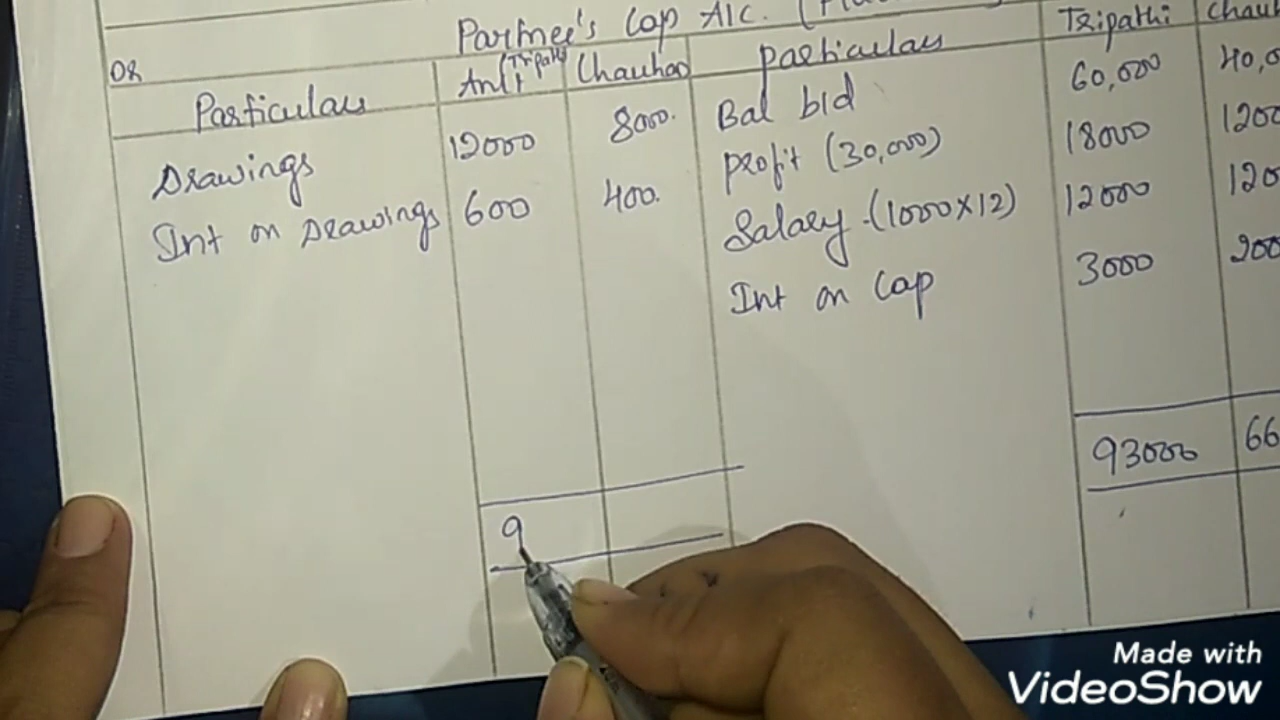 Partner's Cap A/c.
DR
Particulars Amt (Tripathi) Chauhan Particulars Tripathi
Drawings 12000 8000. Bal b/d 60,000 40,0
Int on Drawings 600 400. Profit (30,000) 18000 1200
Salary - (1000×12) 12000 120
Int on Cap 3000 200
93000 66
9
Made with
VideoShow